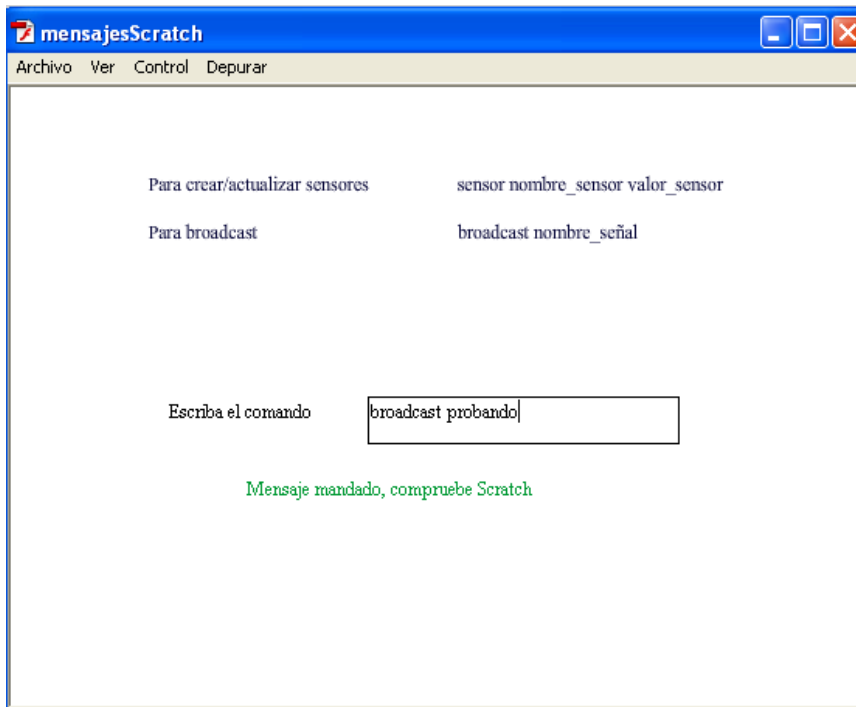 mensajesScratch
Archivo Ver Control Depurar
Para crear/actualizar sensores sensor nombre_sensor valor_sensor
Para broadcast broadcast nombre_señal
Escriba el comando broadcast probando
Mensaje mandado, compruebe Scratch